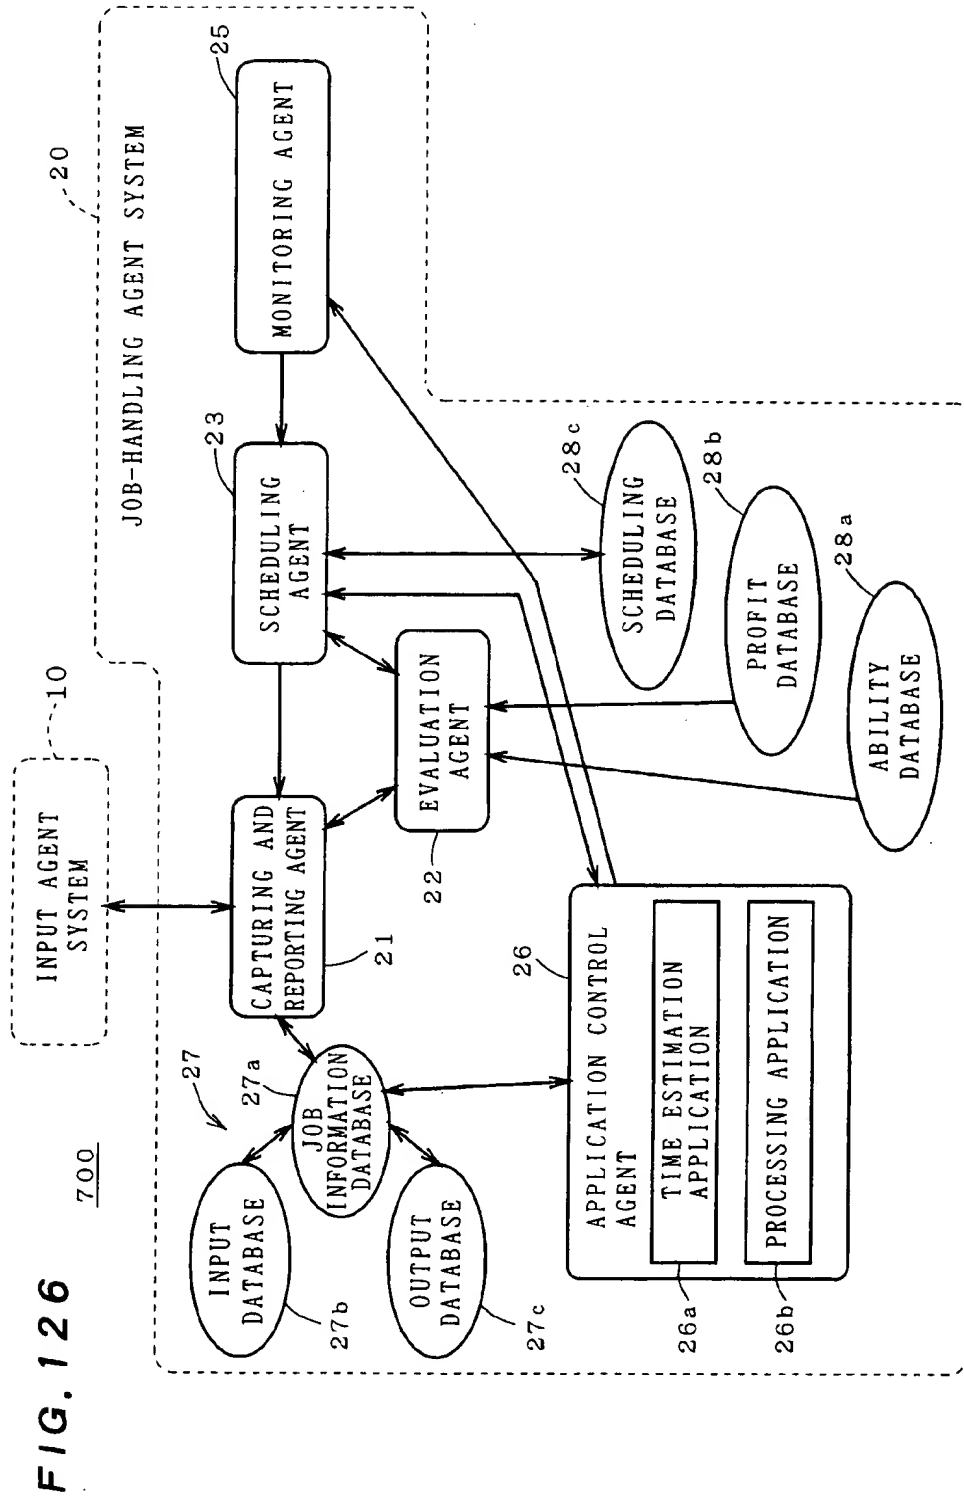 FIG. 126
700
INPUT AGENT
SYSTEM
10
20
JOB-HANDLING AGENT SYSTEM
27
INPUT
DATABASE
27b
27a
JOB
INFORMATION
DATABASE
OUTPUT
DATABASE
27c
CAPTURING AND
REPORTING AGENT
21
SCHEDULING
AGENT
23
MONITORING AGENT
25
EVALUATION
AGENT
22
APPLICATION CONTROL
AGENT
26
TIME ESTIMATION
APPLICATION
26a
PROCESSING APPLICATION
26b
SCHEDULING
DATABASE
28c
PROFIT
DATABASE
28b
ABILITY
DATABASE
28a